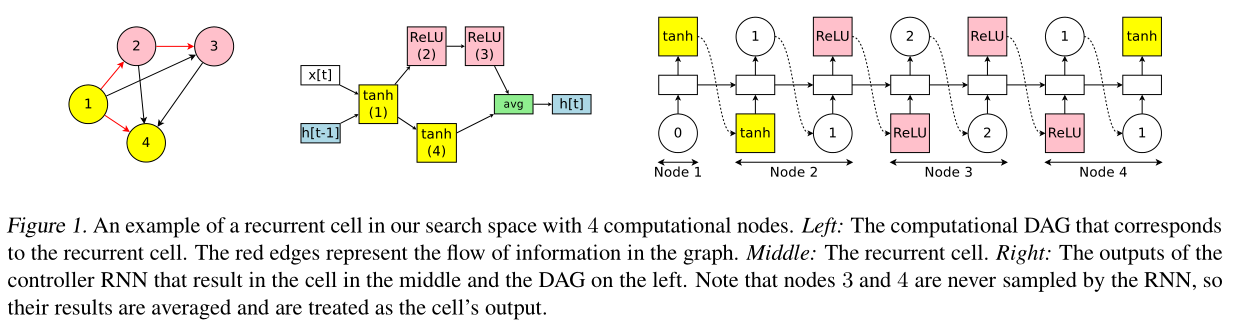 1
2
3
4
x[t]
h[t-1]
tanh
(1)
ReLU
(2)
ReLU
(3)
tanh
(4)
avg
h[t]
tanh
1
ReLU
2
ReLU
1
tanh
0
tanh
1
ReLU
2
ReLU
1
Node 1
Node 2
Node 3
Node 4
Figure 1. An example of a recurrent cell in our search space with 4 computational nodes. Left: The computational DAG that corresponds
to the recurrent cell. The red edges represent the flow of information in the graph. Middle: The recurrent cell. Right: The outputs of the
controller RNN that result in the cell in the middle and the DAG on the left. Note that nodes 3 and 4 are never sampled by the RNN, so
their results are averaged and are treated as the cell's output.